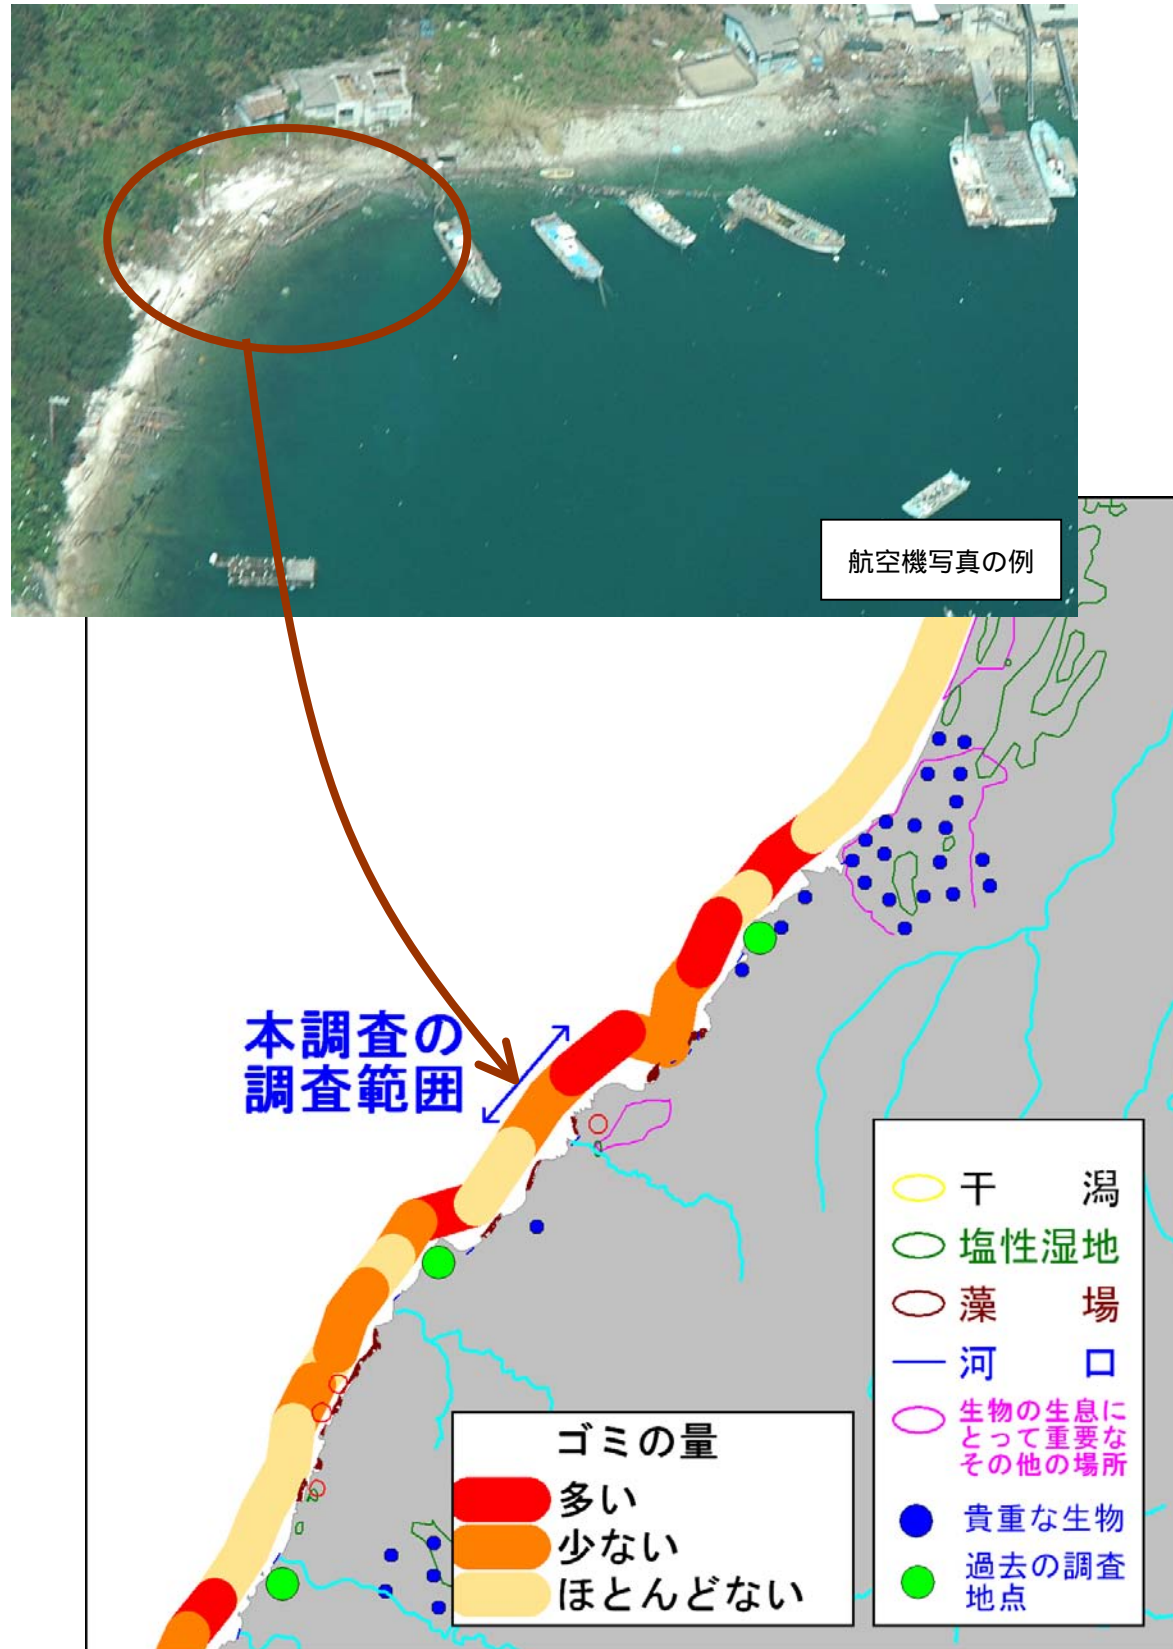 航空機写真の例
本調査の
調査範囲
ゴミの量
多い
少ない
ほとんどない
干 潟
塩性湿地
藻 場
河 口
生物の生息に
とって重要な
その他の場所
貴重な生物
過去の調査
地点